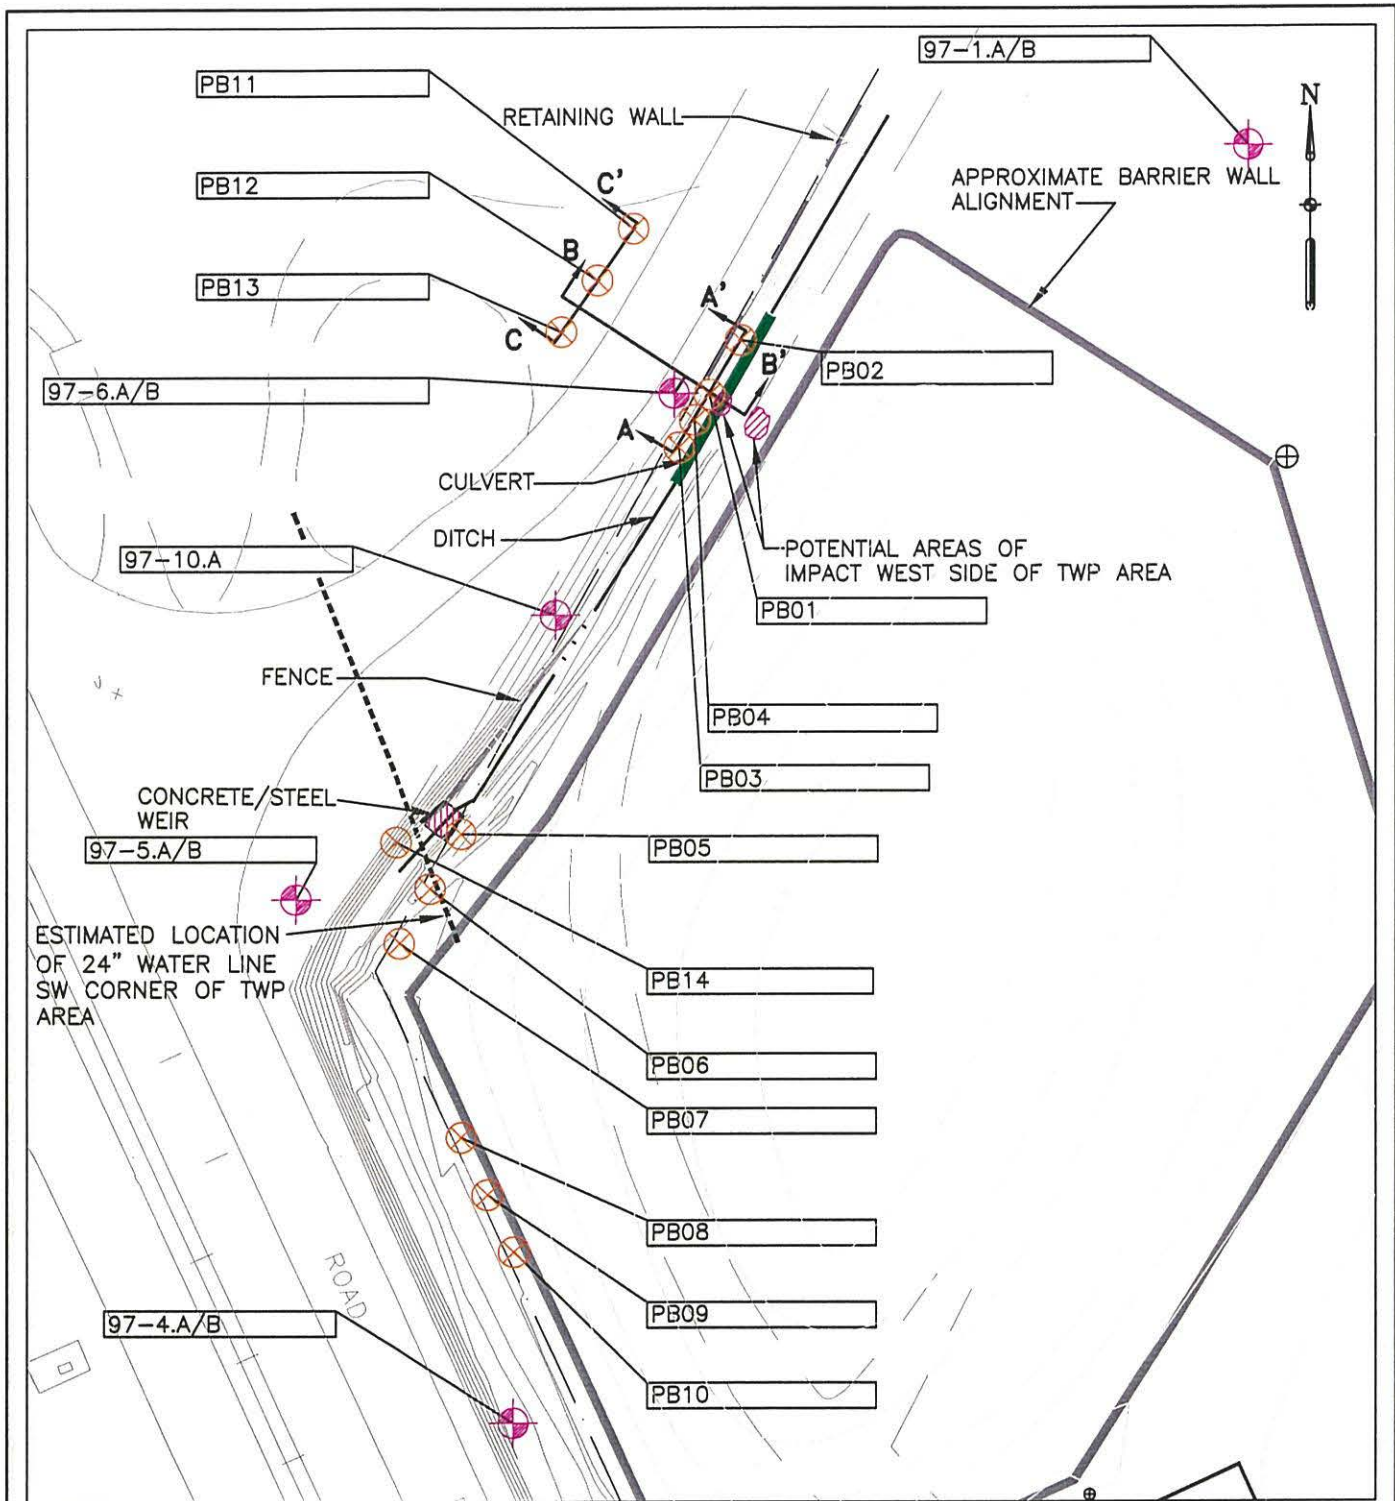 97-1.A/B
PB11
N
RETAINING WALL
PB12
C'
APPROXIMATE BARRIER WALL
ALIGNMENT
B
PB13
A'
C
B'
PB02
97-6.A/B
A
CULVERT
DITCH
POTENTIAL AREAS OF
IMPACT WEST SIDE OF TWP AREA
97-10.A
PB01
FENCE
PB04
PB03
CONCRETE/STEEL
WEIR
97-5.A/B
PB05
ESTIMATED LOCATION
OF 24" WATER LINE
SW CORNER OF TWP
AREA
PB14
PB06
PB07
PB08
ROAD
PB09
97-4.A/B
PB10